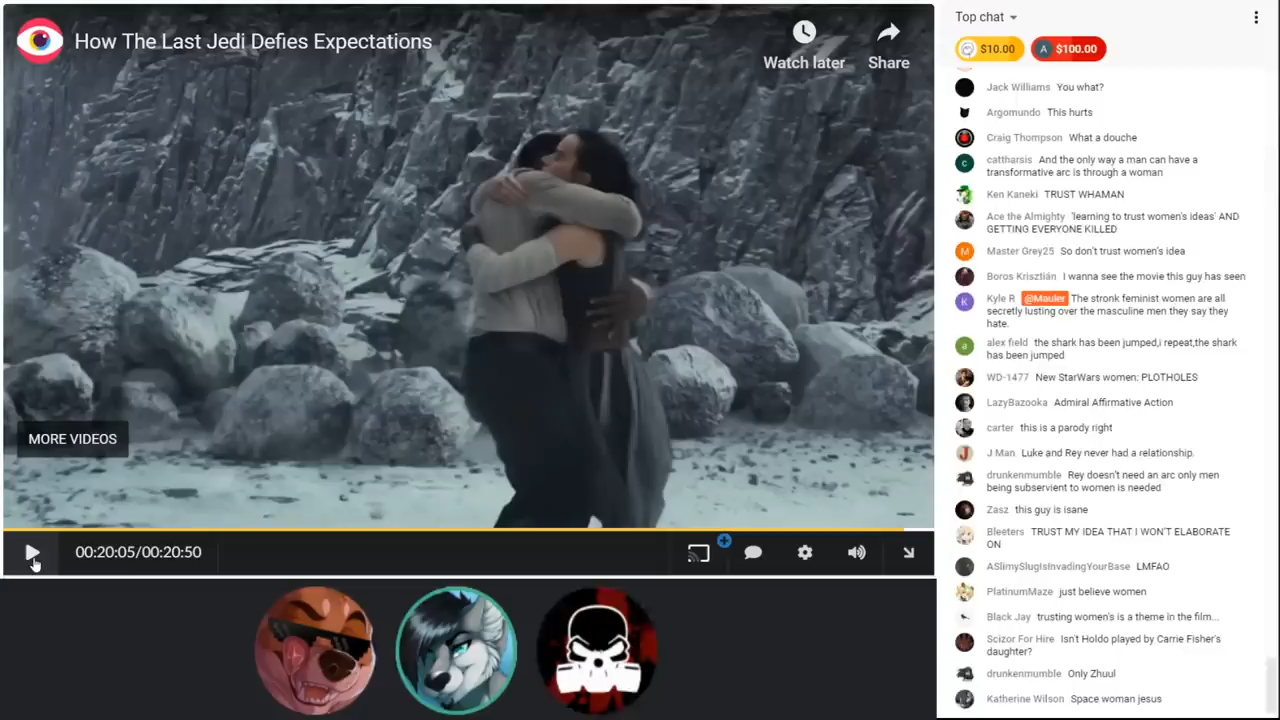 How The Last Jedi Defies Expectations
Watch later
Share
MORE VIDEOS
00:20:05/00:20:50
Top chat
$10.00
A $100.00
Jack Williams You what?
Argomundo This hurts
Craig Thompson What a douche
c cattharsis And the only way a man can have a
transformative arc is through a woman
Ken Kaneki TRUST WHAMAN
Ace the Almighty 'learning to trust women's ideas' AND
GETTING EVERYONE KILLED
M Master Grey25 So don't trust women's idea
Boros Krisztián I wanna see the movie this guy has seen
K Kyle R @Mauler The stronk feminist women are all
secretly lusting over the masculine men they say they
hate.
a alex field the shark has been jumped,i repeat,the shark
has been jumped
WD-1477 New StarWars women: PLOTHOLES
LazyBazooka Admiral Affirmative Action
carter this is a parody right
J Man Luke and Rey never had a relationship.
drunkenmumble Rey doesn't need an arc only men
being subservient to women is needed
Zasz this guy is isane
Bleeters TRUST MY IDEA THAT I WON'T ELABORATE
ON
ASlimySlugIsInvadingYourBase LMFAO
PlatinumMaze just believe women
Black Jay trusting women's is a theme in the film...
Scizor For Hire Isn't Holdo played by Carrie Fisher's
daughter?
drunkenmumble Only Zhuul
Katherine Wilson Space woman jesus